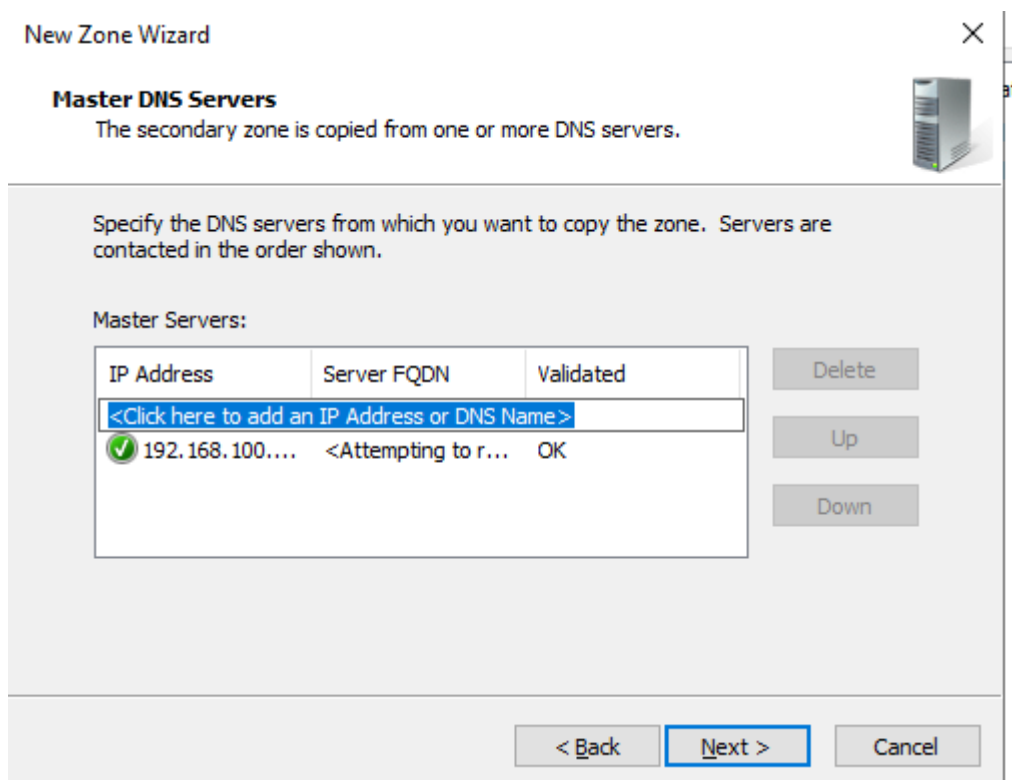 New Zone Wizard
Master DNS Servers
The secondary zone is copied from one or more DNS servers.
Specify the DNS servers from which you want to copy the zone. Servers are
contacted in the order shown.
Master Servers:
IP Address Server FQDN Validated
<Click here to add an IP Address or DNS Name>
192.168.100.... <Attempting to r... OK
Delete
Up
Down
< Back Next > Cancel